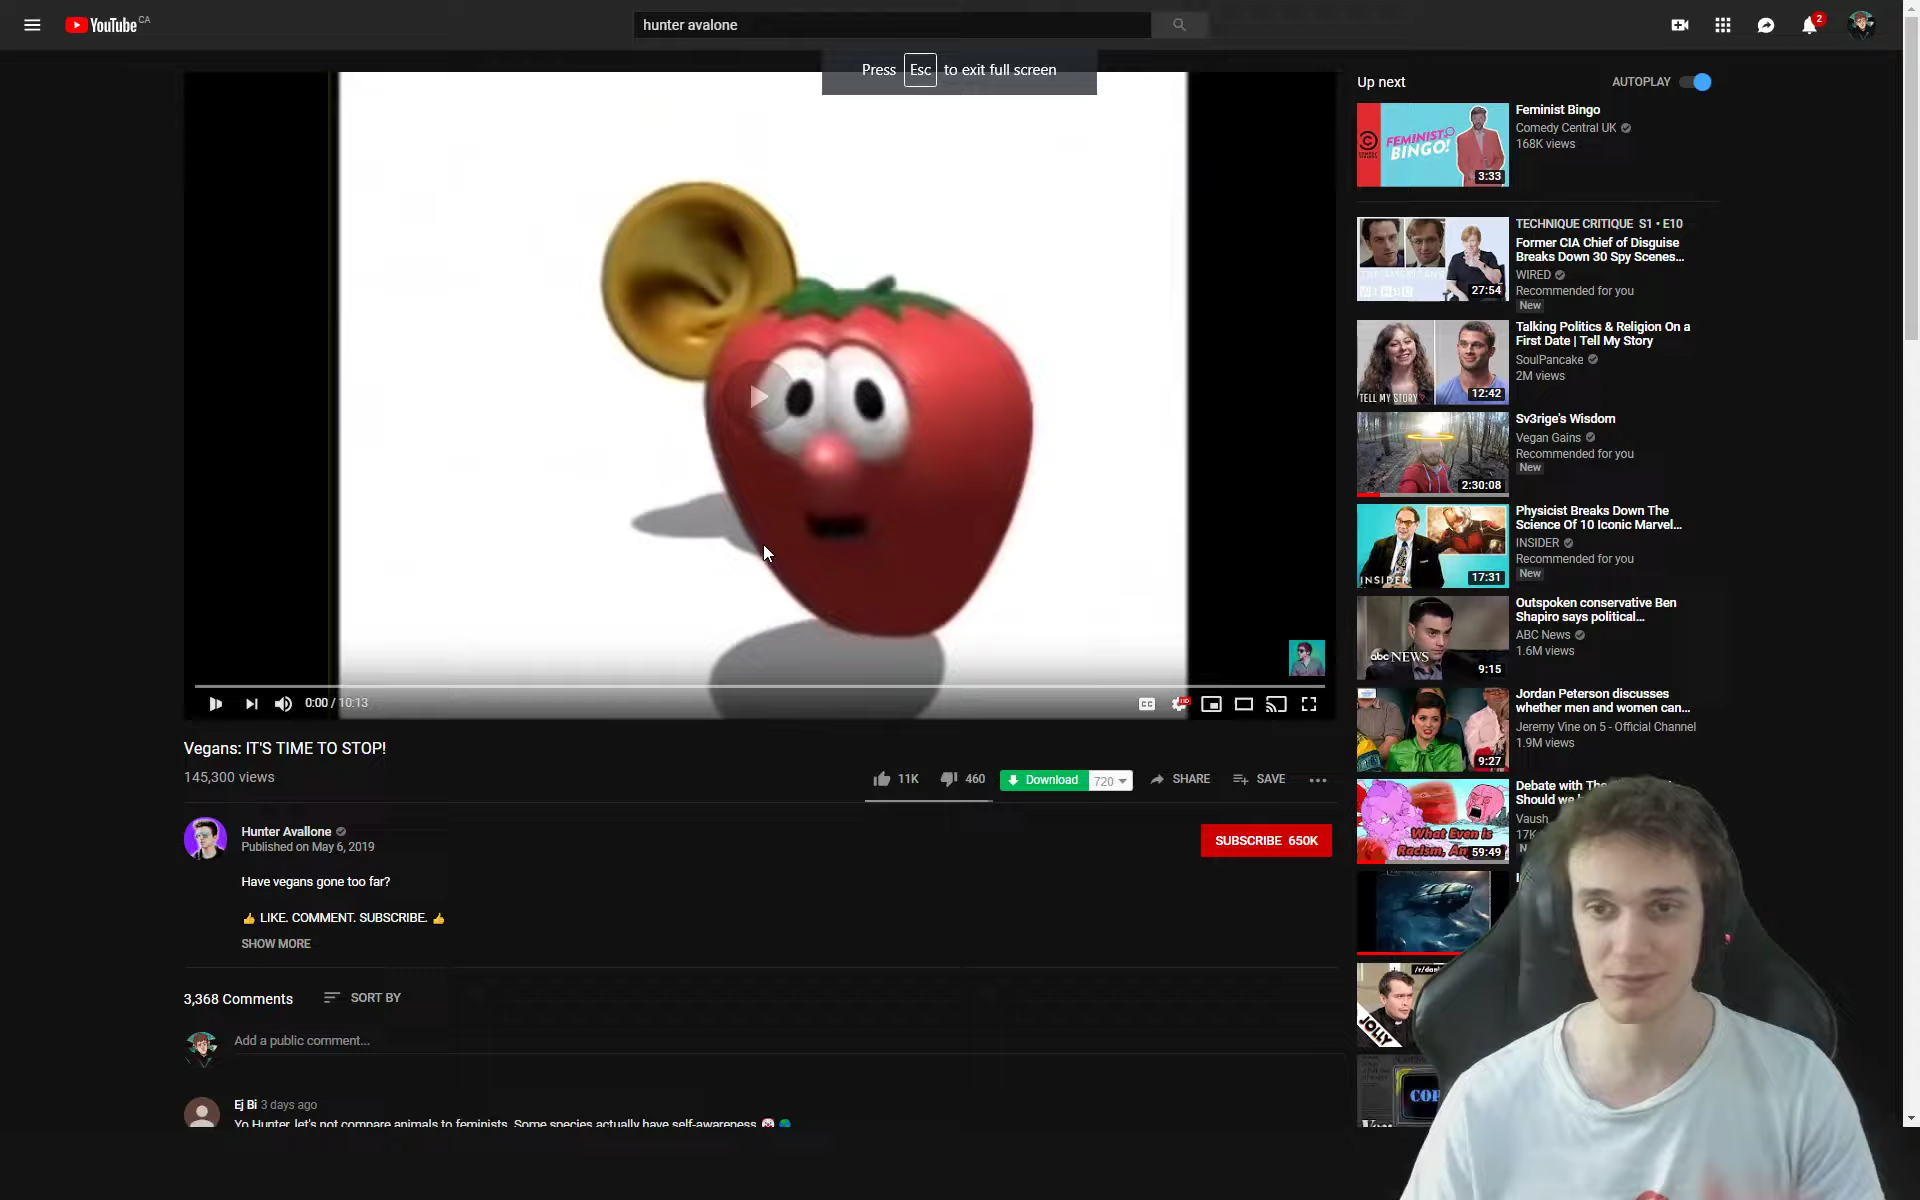 YouTube CA
hunter avalone
2
Press Esc to exit full screen
Up next
AUTOPLAY
FEMINIST
BINGO!
3:33
Feminist Bingo
Comedy Central UK
168K views
27:54
TECHNIQUE CRITIQUE S1 • E10
Former CIA Chief of Disguise
Breaks Down 30 Spy Scenes...
WIRED
Recommended for you
New
TELL MY STORY
12:42
Talking Politics & Religion On a
First Date | Tell My Story
SoulPancake
2M views
2:30:08
Sv3rige's Wisdom
Vegan Gains
Recommended for you
New
INSIDER
17:31
Physicist Breaks Down The
Science Of 10 Iconic Marvel...
INSIDER
Recommended for you
New
abc NEWS
9:15
Outspoken conservative Ben
Shapiro says political...
ABC News
1.6M views
9:27
Jordan Peterson discusses
whether men and women can...
Jeremy Vine on 5 - Official Channel
1.9M views
What Even is
Racism,
59:49
Debate with
Should we
Vaush
17K
JOLLY
0:00 / 10:13
CC
HD
Vegans: IT'S TIME TO STOP!
145,300 views
11K
460
Download
720
SHARE
SAVE
Hunter Avallone
Published on May 6, 2019
SUBSCRIBE 650K
Have vegans gone too far?
👍 LIKE. COMMENT. SUBSCRIBE. 👍
SHOW MORE
3,368 Comments
SORT BY
Add a public comment...
Ej Bi 3 days ago
Yo Hunter, let's not compare animals to feminists. Some species actually have self-awareness